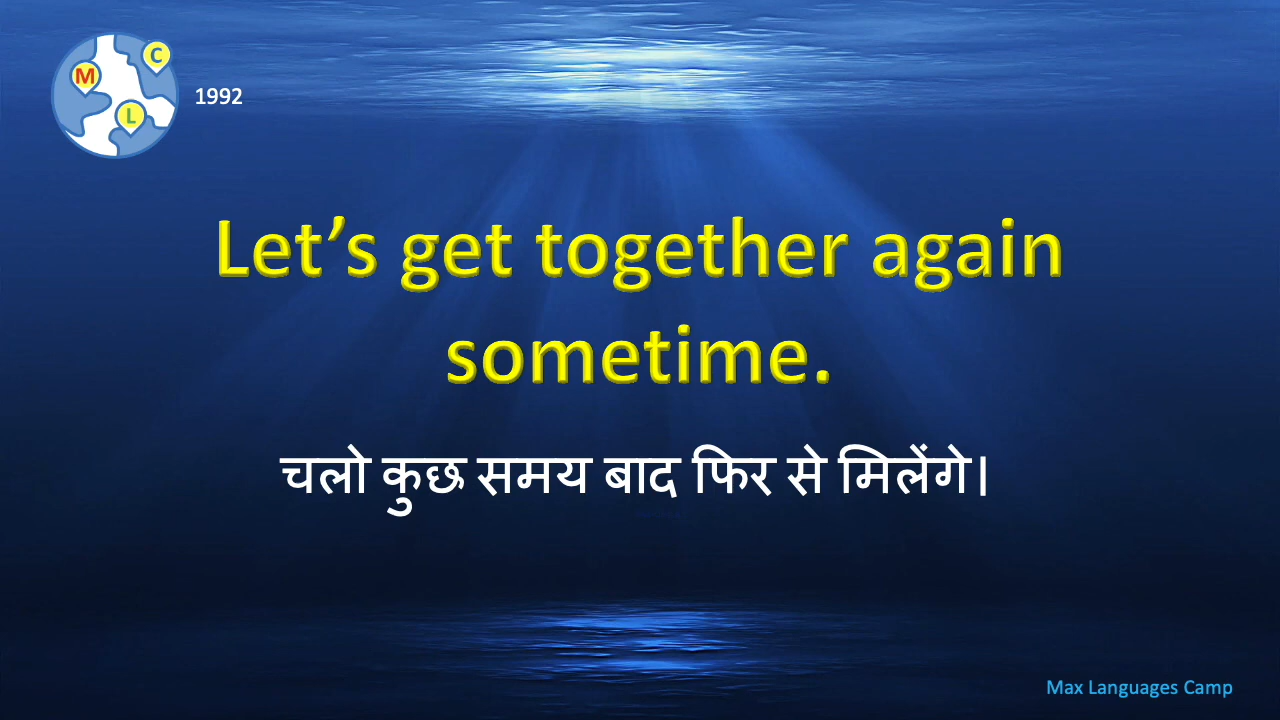 M
C
L
1992
Let’s get together again
sometime.
चलो कुछ समय बाद फिर से मिलेंगे।
Max Languages Camp